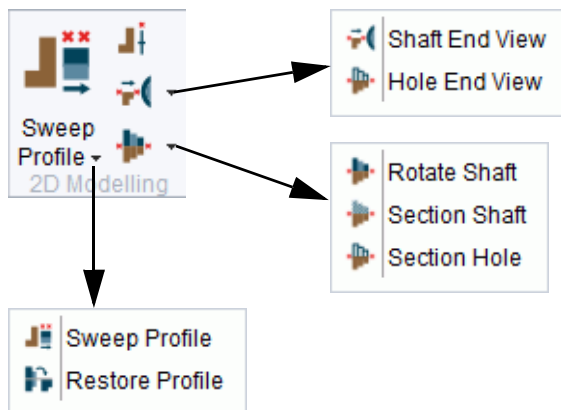 Sweep
Profile
2D Modelling
Shaft End View
Hole End View
Rotate Shaft
Section Shaft
Section Hole
Sweep Profile
Restore Profile